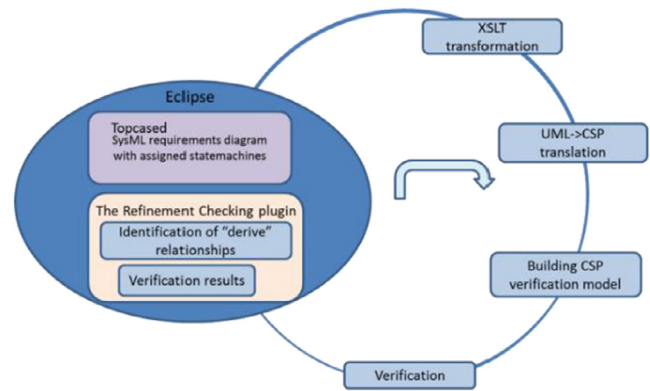 XSLT
transformation
Eclipse
Topcased
SysML requirements diagram
with assigned statemachines
UML->CSP
translation
The Refinement Checking plugin
Identification of “derive”
relationships
Verification results
Building CSP
verification model
Verification